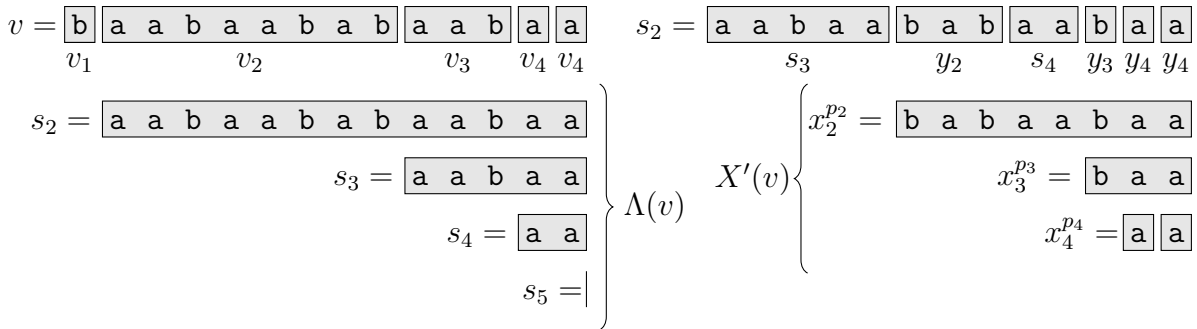 v = b a a b a a b a b a a b a a s₂ = a a b a a b a b a a b a a
v₁ v₂ v₃ v₄ v₄ s₃ y₂ s₄ y₃ y₄ y₄
s₂ = a a b a a b a b a a b a a x₂^{p₂} = b a b a a b a a
s₃ = a a b a a Λ(v) X′(v) x₃^{p₃} = b a a
s₄ = a a x₄^{p₄} = a a
s₅ =